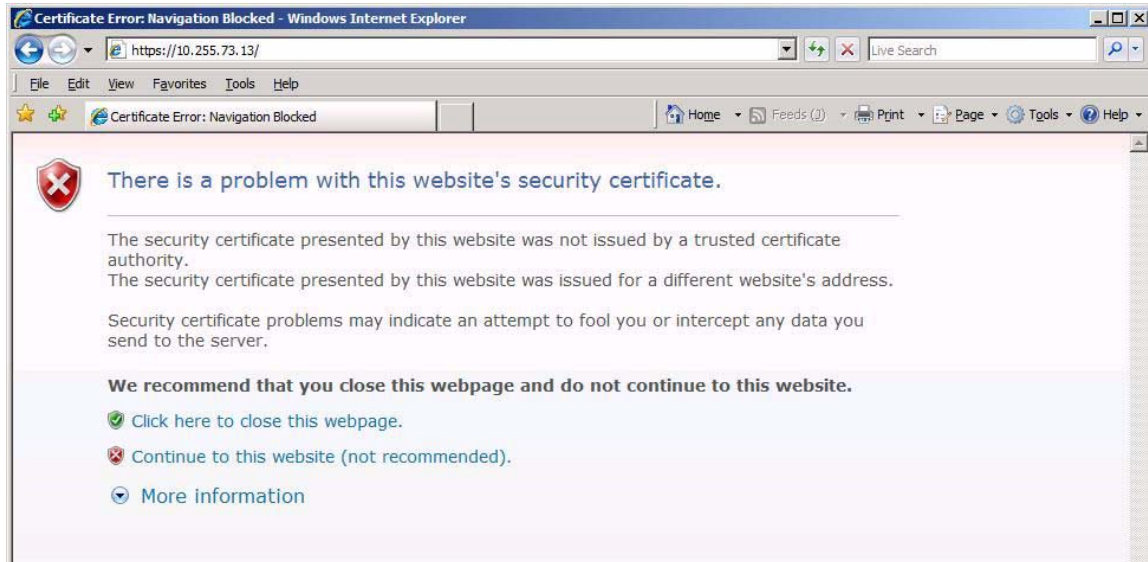 Certificate Error: Navigation Blocked - Windows Internet Explorer
https://10.255.73.13/
Live Search
File Edit View Favorites Tools Help
Certificate Error: Navigation Blocked
Home Feeds (J) Print Page Tools Help
There is a problem with this website's security certificate.
The security certificate presented by this website was not issued by a trusted certificate
authority.
The security certificate presented by this website was issued for a different website's address.
Security certificate problems may indicate an attempt to fool you or intercept any data you
send to the server.
We recommend that you close this webpage and do not continue to this website.
Click here to close this webpage.
Continue to this website (not recommended).
More information